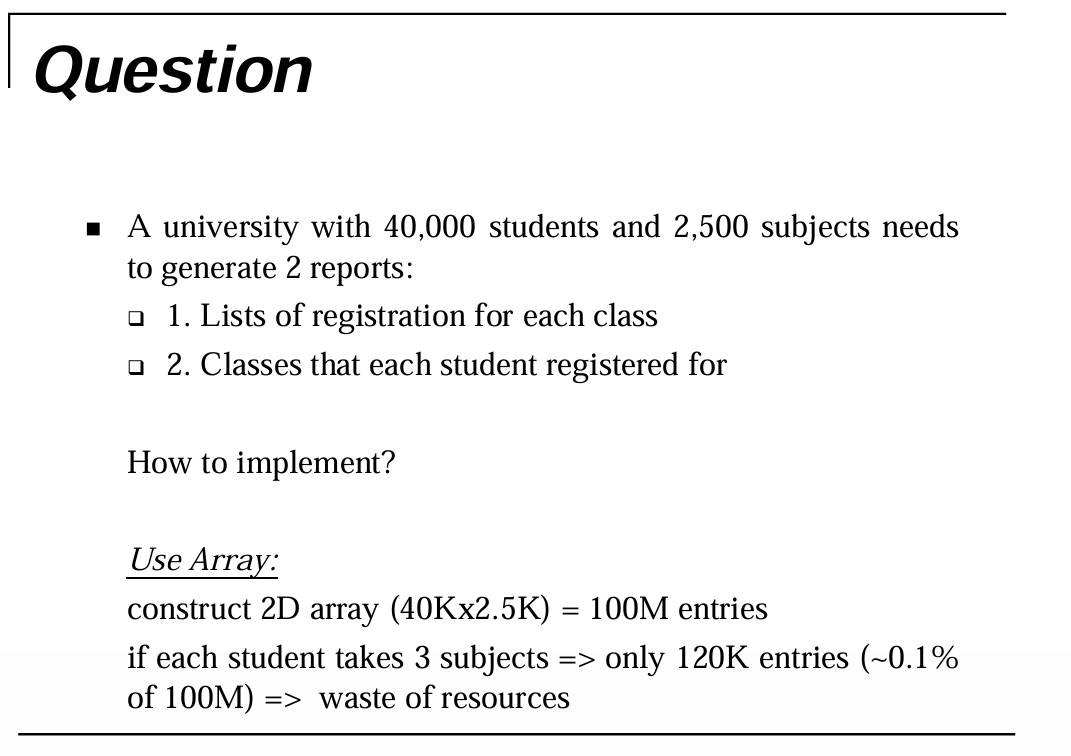 Question
■ A university with 40,000 students and 2,500 subjects needs
to generate 2 reports:
❑ 1. Lists of registration for each class
❑ 2. Classes that each student registered for
How to implement?
Use Array:
construct 2D array (40Kx2.5K) = 100M entries
if each student takes 3 subjects => only 120K entries (~0.1%
of 100M) => waste of resources